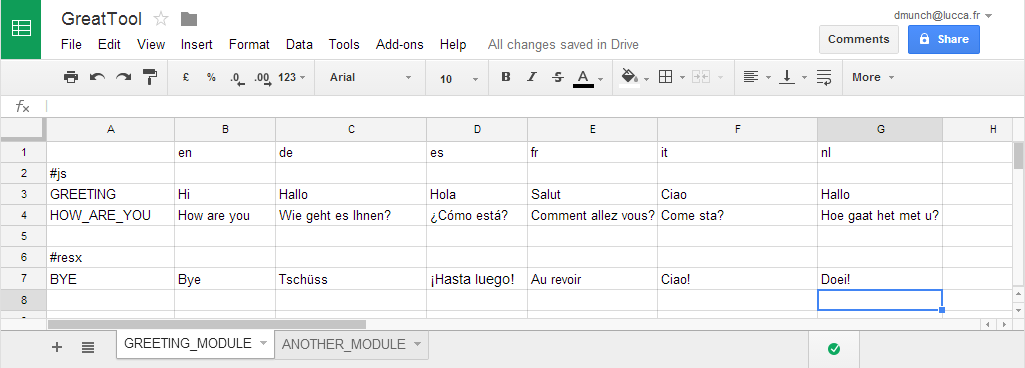 GreatTool
dmunch@lucca.fr
File Edit View Insert Format Data Tools Add-ons Help All changes saved in Drive
Comments Share
£ % .0 .00 123 Arial 10 B I S A More
fx
A B C D E F G H
1 en de es fr it nl
2 #js
3 GREETING Hi Hallo Hola Salut Ciao Hallo
4 HOW_ARE_YOU How are you Wie geht es Ihnen? ¿Cómo está? Comment allez vous? Come sta? Hoe gaat het met u?
5
6 #resx
7 BYE Bye Tschüss ¡Hasta luego! Au revoir Ciao! Doei!
8
GREETING_MODULE ANOTHER_MODULE